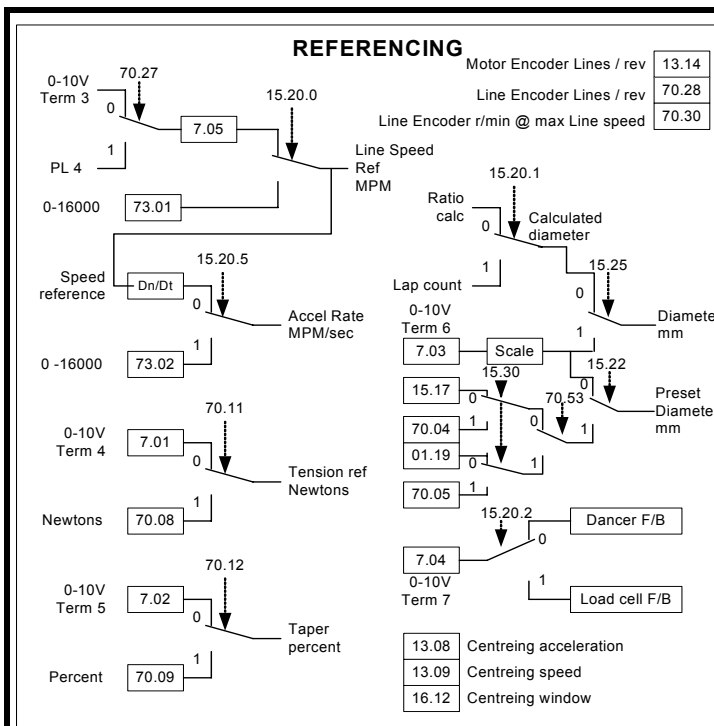 REFERENCING
Motor Encoder Lines / rev 13.14
Line Encoder Lines / rev 70.28
Line Encoder r/min @ max Line speed 70.30
0-10V
Term 3
70.27
0
1
PL 4
7.05
15.20.0
Line Speed
Ref
MPM
0-16000 73.01
Speed
reference
Dn/Dt
15.20.5
0
1
Accel Rate
MPM/sec
0 -16000 73.02
70.11
0-10V
Term 4
7.01
0
1
Tension ref
Newtons
Newtons 70.08
70.12
0-10V
Term 5
7.02
0
1
Taper
percent
Percent 70.09
15.20.1
Ratio
calc
0
1
Calculated
diameter
Lap count
15.25
0
1
Diamete
mm
0-10V
Term 6
7.03 Scale
15.22
0
1
Preset
Diamete
mm
15.30
15.17 0
70.04 1
01.19 0
70.05 1
70.53
0
1
15.20.2
7.04
0-10V
Term 7
0
1
Dancer F/B
Load cell F/B
13.08 Centreing acceleration
13.09 Centreing speed
16.12 Centreing window